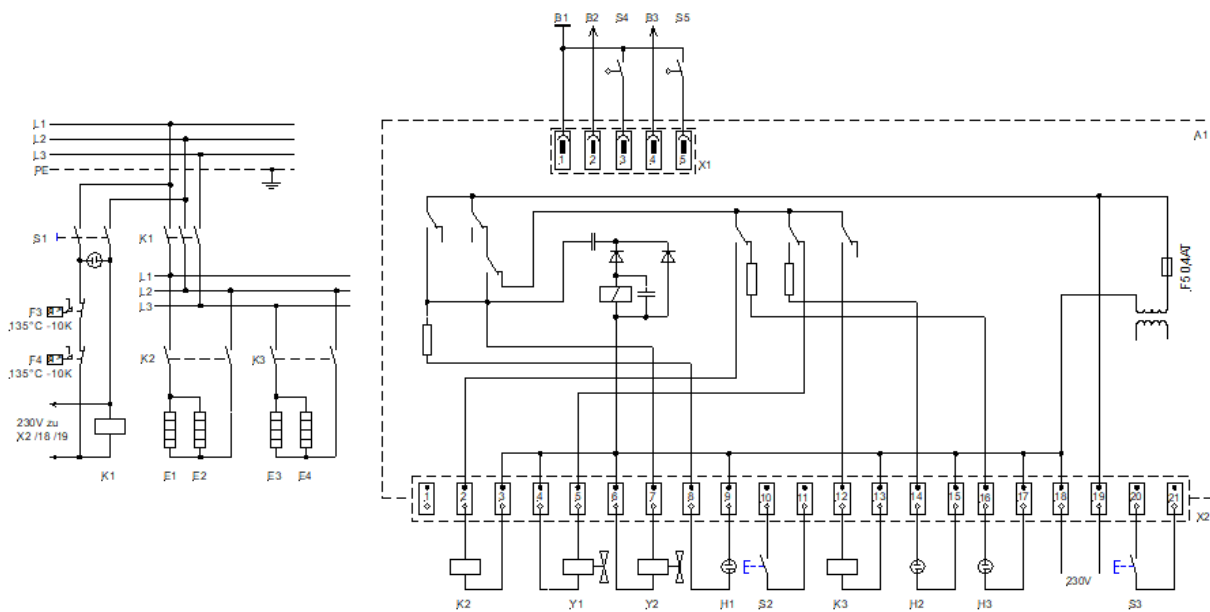 B1 B2 S4 B3 S5
L1
L2
L3
PE
A1
1 2 3 4 5
X1
S1 K1
F5 0,4AT
L1
L2
L3
F3
135°C -10K
F4
135°C -10K
K2 K3
230V zu
X2 /18 /19
K1 E1 E2 E3 E4
1 2 3 4 5 6 7 8 9 10 11 12 13 14 15 16 17 18 19 20 21
X2
230V
K2 Y1 Y2 H1 S2 K3 H2 H3 S3